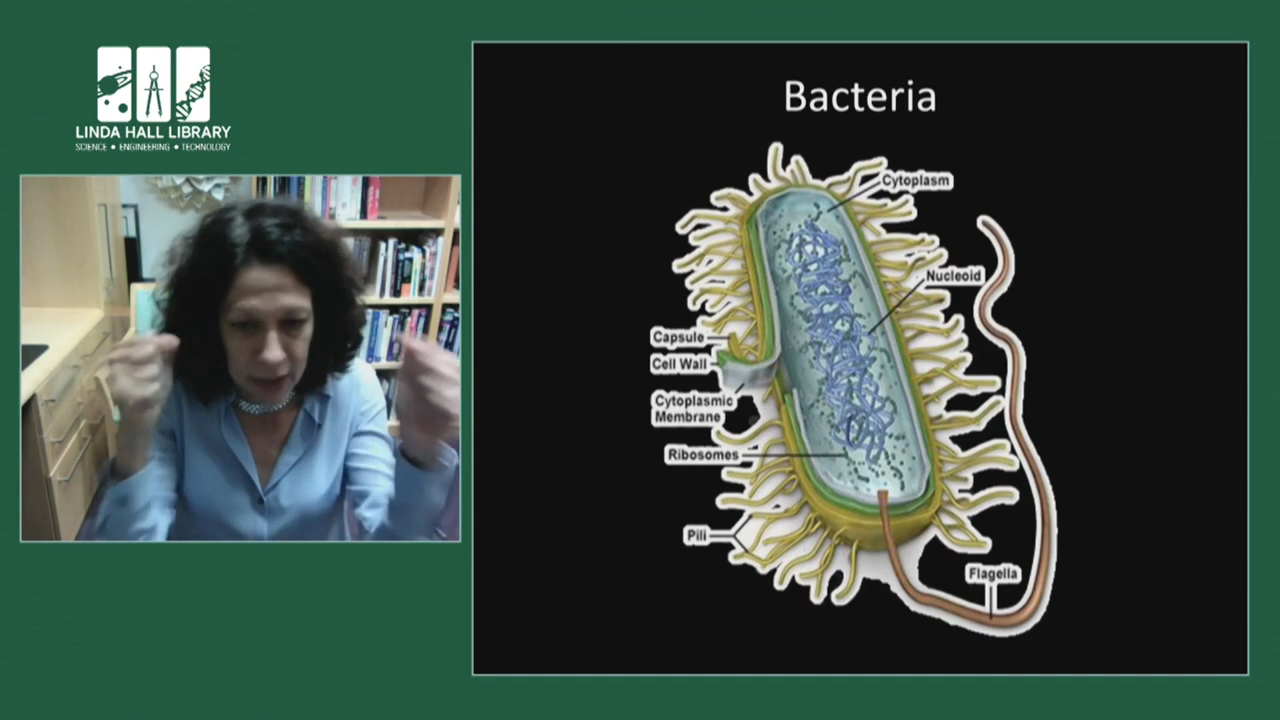 LINDA HALL LIBRARY
SCIENCE • ENGINEERING • TECHNOLOGY
Bacteria
Cytoplasm
Nucleoid
Capsule
Cell Wall
Cytoplasmic
Membrane
Ribosomes
Pili
Flagella